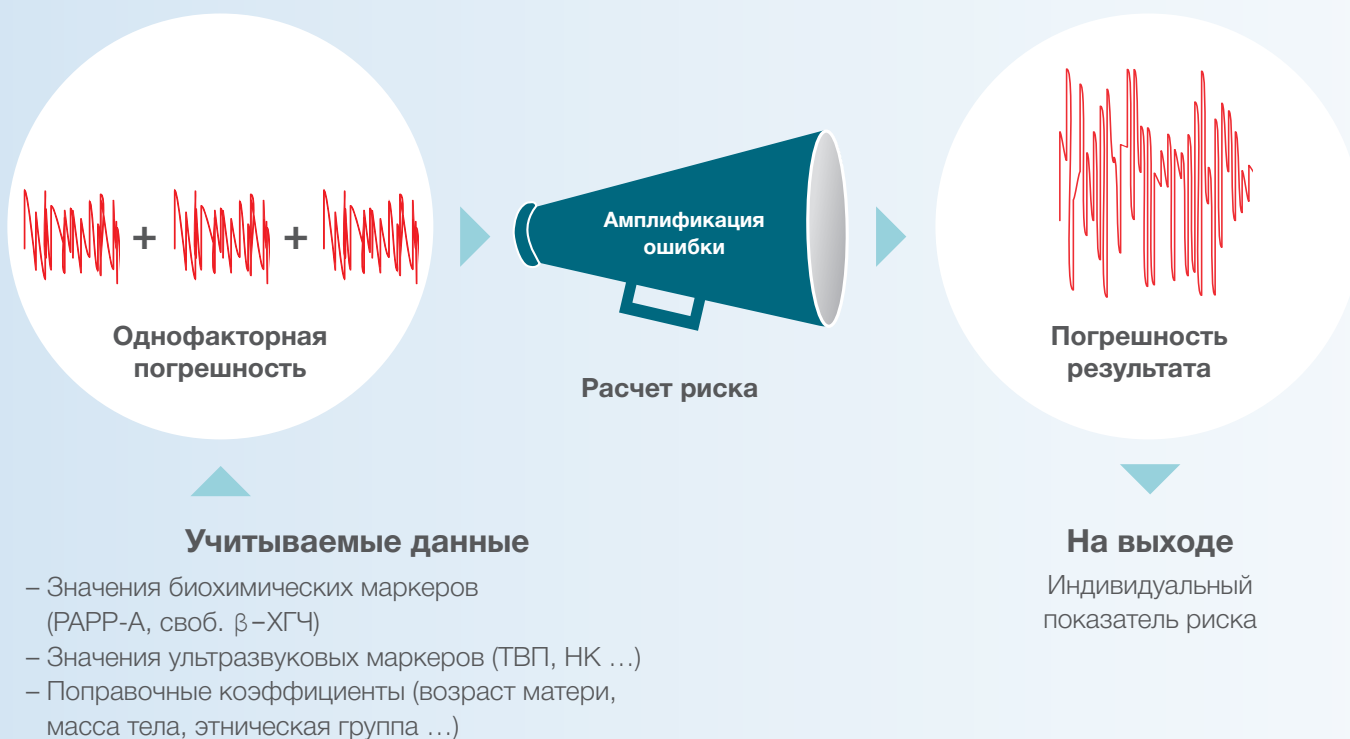 + +
Однофакторная
погрешность
Амплификация
ошибки
Расчет риска
Погрешность
результата
Учитываемые данные
– Значения биохимических маркеров
(PAPP-A, своб. β–ХГЧ)
– Значения ультразвуковых маркеров (ТВП, НК …)
– Поправочные коэффициенты (возраст матери,
масса тела, этническая группа …)
На выходе
Индивидуальный
показатель риска